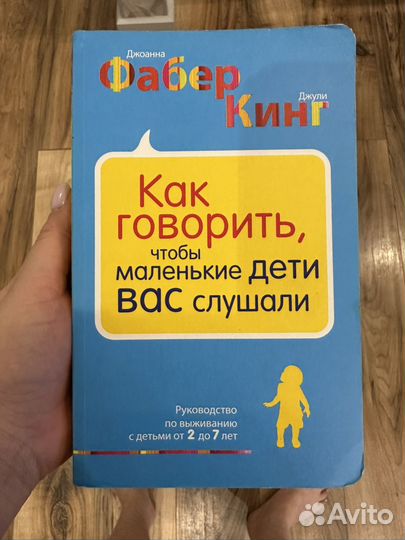 Джоанна
Фабер
Джули
Кинг
Как
говорить,
чтобы
маленькие дети
вас слушали
Руководство
по выживанию
с детьми от 2 до 7 лет
Avito